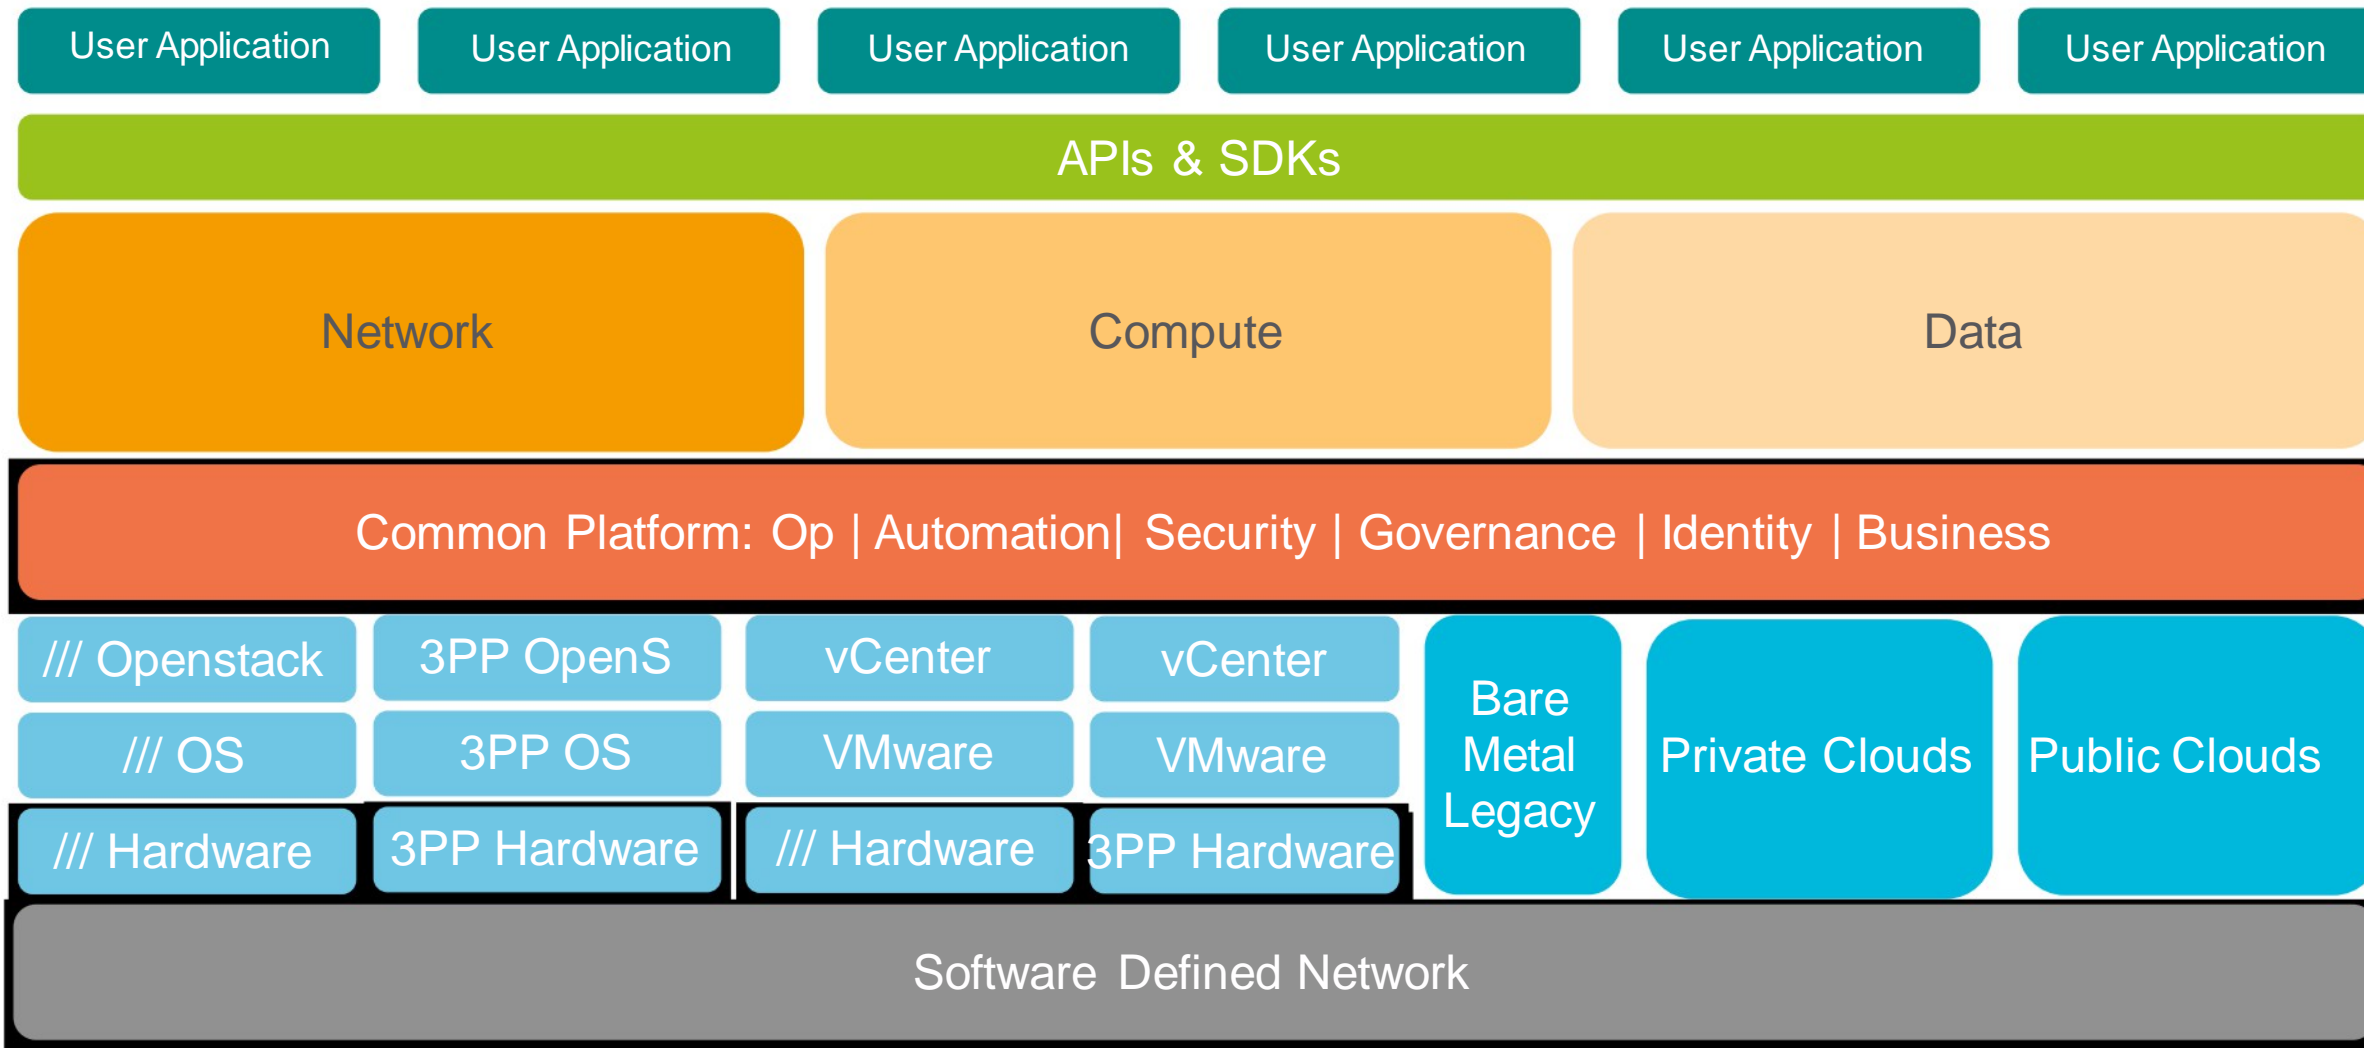 User Application
User Application
User Application
User Application
User Application
User Application
APIs & SDKs
Network
Compute
Data
Common Platform: Op | Automation| Security | Governance | Identity | Business
/// Openstack
3PP OpenS
vCenter
vCenter
/// OS
3PP OS
VMware
VMware
/// Hardware
3PP Hardware
/// Hardware
3PP Hardware
Bare
Metal
Legacy
Private Clouds
Public Clouds
Software Defined Network